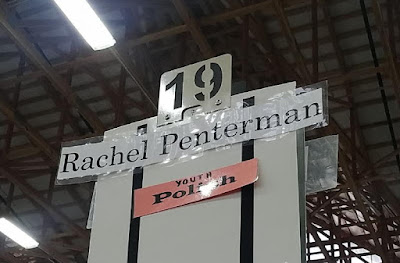 19
Rachel Penterman
YOUTH
Polish